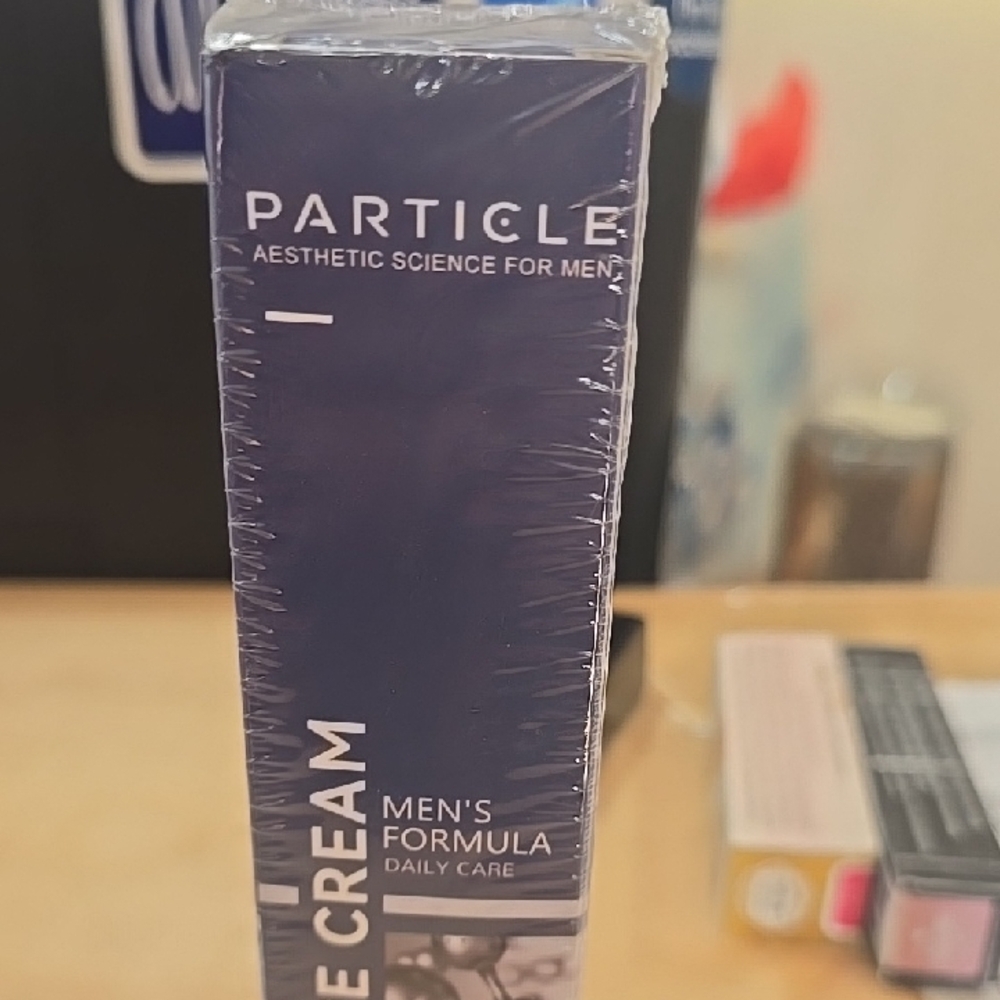 PARTICLE
AESTHETIC SCIENCE FOR MEN
E CREAM
MEN'S
FORMULA
DAILY CARE